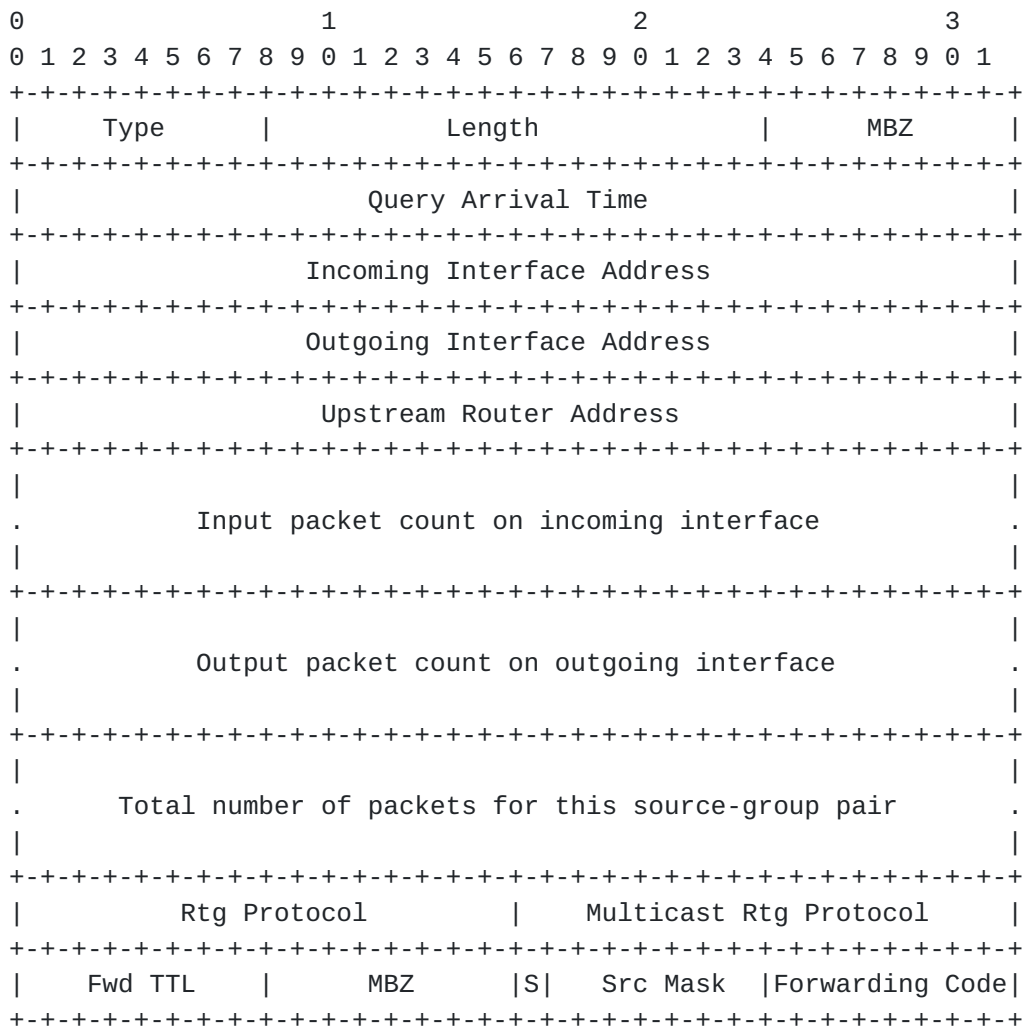 0                   1                   2                   3
0 1 2 3 4 5 6 7 8 9 0 1 2 3 4 5 6 7 8 9 0 1 2 3 4 5 6 7 8 9 0 1
+-+-+-+-+-+-+-+-+-+-+-+-+-+-+-+-+-+-+-+-+-+-+-+-+-+-+-+-+-+-+-+-+
|     Type      |           Length              |      MBZ      |
+-+-+-+-+-+-+-+-+-+-+-+-+-+-+-+-+-+-+-+-+-+-+-+-+-+-+-+-+-+-+-+-+
|                      Query Arrival Time                       |
+-+-+-+-+-+-+-+-+-+-+-+-+-+-+-+-+-+-+-+-+-+-+-+-+-+-+-+-+-+-+-+-+
|                  Incoming Interface Address                   |
+-+-+-+-+-+-+-+-+-+-+-+-+-+-+-+-+-+-+-+-+-+-+-+-+-+-+-+-+-+-+-+-+
|                  Outgoing Interface Address                   |
+-+-+-+-+-+-+-+-+-+-+-+-+-+-+-+-+-+-+-+-+-+-+-+-+-+-+-+-+-+-+-+-+
|                   Upstream Router Address                     |
+-+-+-+-+-+-+-+-+-+-+-+-+-+-+-+-+-+-+-+-+-+-+-+-+-+-+-+-+-+-+-+-+
|                                                               |
.           Input packet count on incoming interface            .
|                                                               |
+-+-+-+-+-+-+-+-+-+-+-+-+-+-+-+-+-+-+-+-+-+-+-+-+-+-+-+-+-+-+-+-+
|                                                               |
.           Output packet count on outgoing interface           .
|                                                               |
+-+-+-+-+-+-+-+-+-+-+-+-+-+-+-+-+-+-+-+-+-+-+-+-+-+-+-+-+-+-+-+-+
|                                                               |
.      Total number of packets for this source-group pair       .
|                                                               |
+-+-+-+-+-+-+-+-+-+-+-+-+-+-+-+-+-+-+-+-+-+-+-+-+-+-+-+-+-+-+-+-+
|          Rtg Protocol         |    Multicast Rtg Protocol     |
+-+-+-+-+-+-+-+-+-+-+-+-+-+-+-+-+-+-+-+-+-+-+-+-+-+-+-+-+-+-+-+-+
|    Fwd TTL    |      MBZ      |S|   Src Mask  |Forwarding Code|
+-+-+-+-+-+-+-+-+-+-+-+-+-+-+-+-+-+-+-+-+-+-+-+-+-+-+-+-+-+-+-+-+